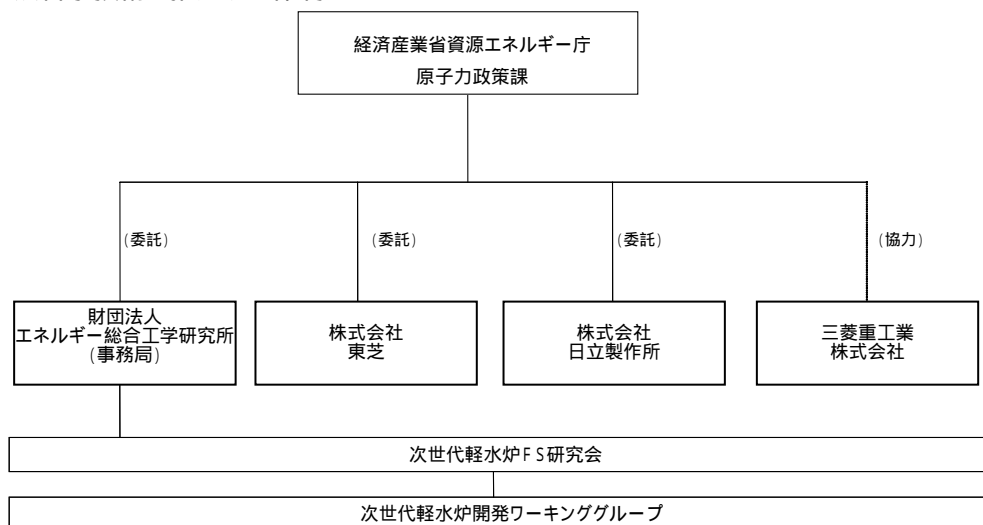 経済産業省資源エネルギー庁
原子力政策課
(委託)
(委託)
(委託)
(協力)
財団法人
エネルギー総合工学研究所
(事務局)
株式会社
東芝
株式会社
日立製作所
三菱重工業
株式会社
次世代軽水炉FS研究会
次世代軽水炉開発ワーキンググループ